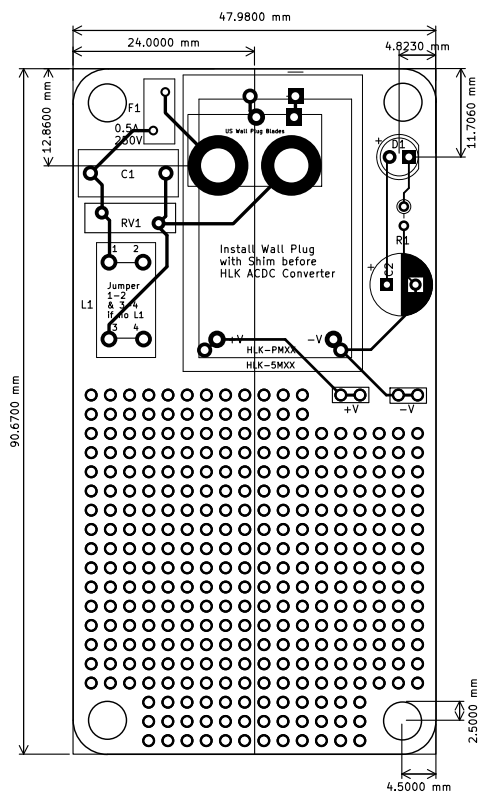 47.9800 mm
24.0000 mm
4.8230 mm
12.8600 mm
11.7060 mm
F1
0.5A
250V
US Wall Plug Blades
D1
+
C1
RV1
R1
Install Wall Plug
with Shim before
HLK ACDC Converter
+
C2
1 2
Jumper
1-2
& 3-4
if no L1
L1
3 4
+V
-V
HLK-PMXX
HLK-5MXX
+V
-V
90.6700 mm
2.5000 mm
4.5000 mm